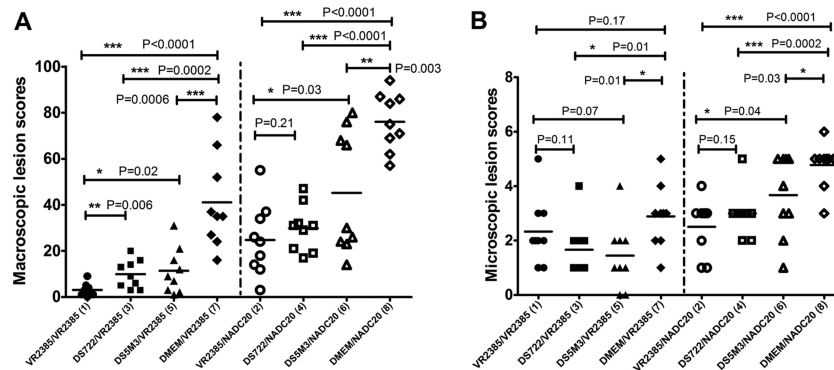 A
*** P<0.0001
*** P<0.0001
*** P<0.0001
*** P=0.0002
** P=0.003
P=0.0006 ***
* P=0.03
P=0.21
* P=0.02
** P=0.006
Macroscopic lesion scores
100
80
60
40
20
0
VR2385/VR2385 (1)
DS722/VR2385 (3)
DS5M3/VR2385 (5)
DMEM/VR2385 (7)
VR2385/NADC20 (2)
DS722/NADC20 (4)
DS5M3/NADC20 (6)
DMEM/NADC20 (8)
B
P=0.17
*** P<0.0001
* P=0.01
*** P=0.0002
P=0.01 *
P=0.03 *
P=0.07
* P=0.04
P=0.11
P=0.15
Microscopic lesion scores
8
6
4
2
0
VR2385/VR2385 (1)
DS722/VR2385 (3)
DS5M3/VR2385 (5)
DMEM/VR2385 (7)
VR2385/NADC20 (2)
DS722/NADC20 (4)
DS5M3/NADC20 (6)
DMEM/NADC20 (8)